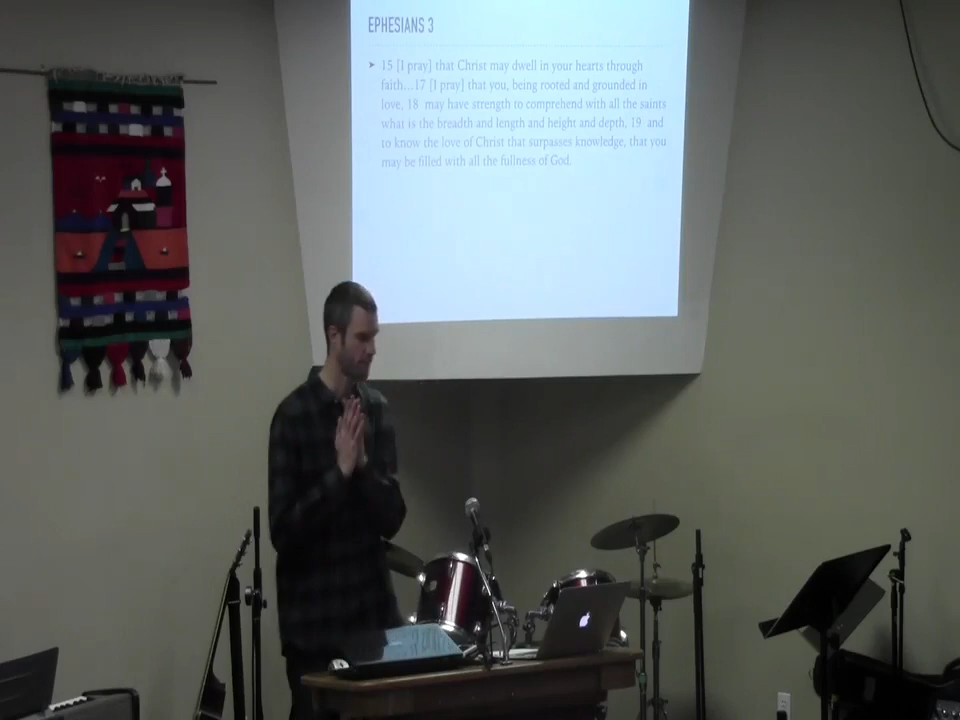 EPHESIANS 3
➤ 15 [I pray] that Christ may dwell in your hearts through
faith...17 [I pray] that you, being rooted and grounded in
love, 18 may have strength to comprehend with all the saints
what is the breadth and length and height and depth, 19 and
to know the love of Christ that surpasses knowledge, that you
may be filled with all the fullness of God.